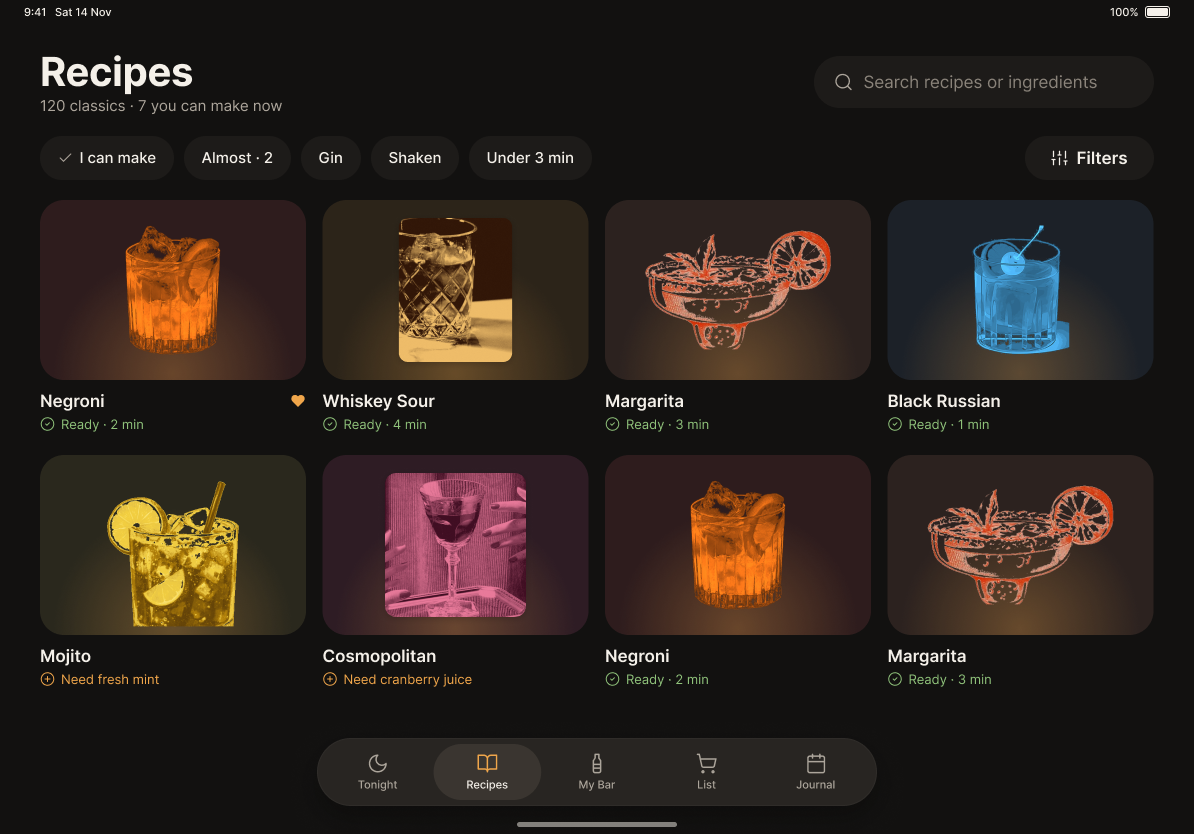 9:41 Sat 14 Nov
100%
Recipes
120 classics · 7 you can make now
Search recipes or ingredients
I can make
Almost · 2
Gin
Shaken
Under 3 min
Filters
Negroni
Ready · 2 min
Whiskey Sour
Ready · 4 min
Margarita
Ready · 3 min
Black Russian
Ready · 1 min
Mojito
Need fresh mint
Cosmopolitan
Need cranberry juice
Negroni
Ready · 2 min
Margarita
Ready · 3 min
Tonight
Recipes
My Bar
List
Journal